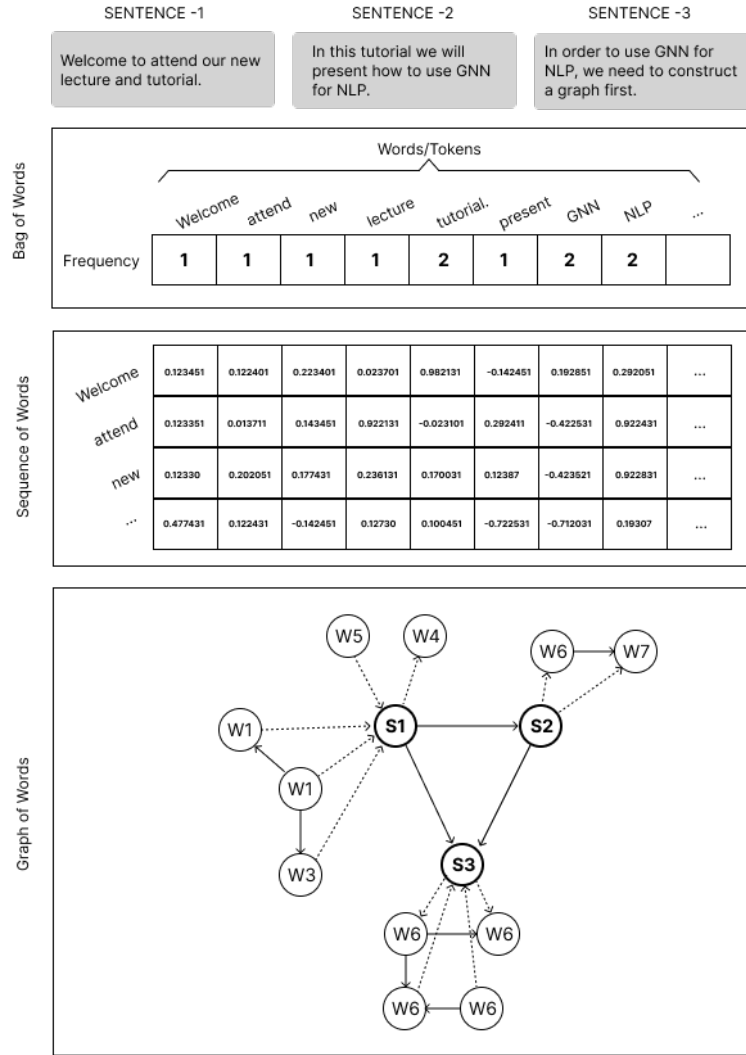 SENTENCE -1
SENTENCE -2
SENTENCE -3
Welcome to attend our new
lecture and tutorial.
In this tutorial we will
present how to use GNN
for NLP.
In order to use GNN for
NLP, we need to construct
a graph first.
Bag of Words
Words/Tokens
Welcome attend new lecture tutorial. present GNN NLP ...
Frequency 1 1 1 1 2 1 2 2
Sequence of Words
Welcome 0.123451 0.122401 0.223401 0.023701 0.982131 -0.142451 0.192851 0.292051 ...
attend 0.123351 0.013711 0.143451 0.922131 -0.023101 0.292411 -0.422531 0.922431 ...
new 0.12330 0.202051 0.177431 0.236131 0.170031 0.12387 -0.423521 0.922831 ...
... 0.477431 0.122431 -0.142451 0.12730 0.100451 -0.722531 -0.712031 0.19307 ...
Graph of Words
W5 W4 W6 W7
W1 S1 S2
W1
W3 S3
W6 W6
W6 W6